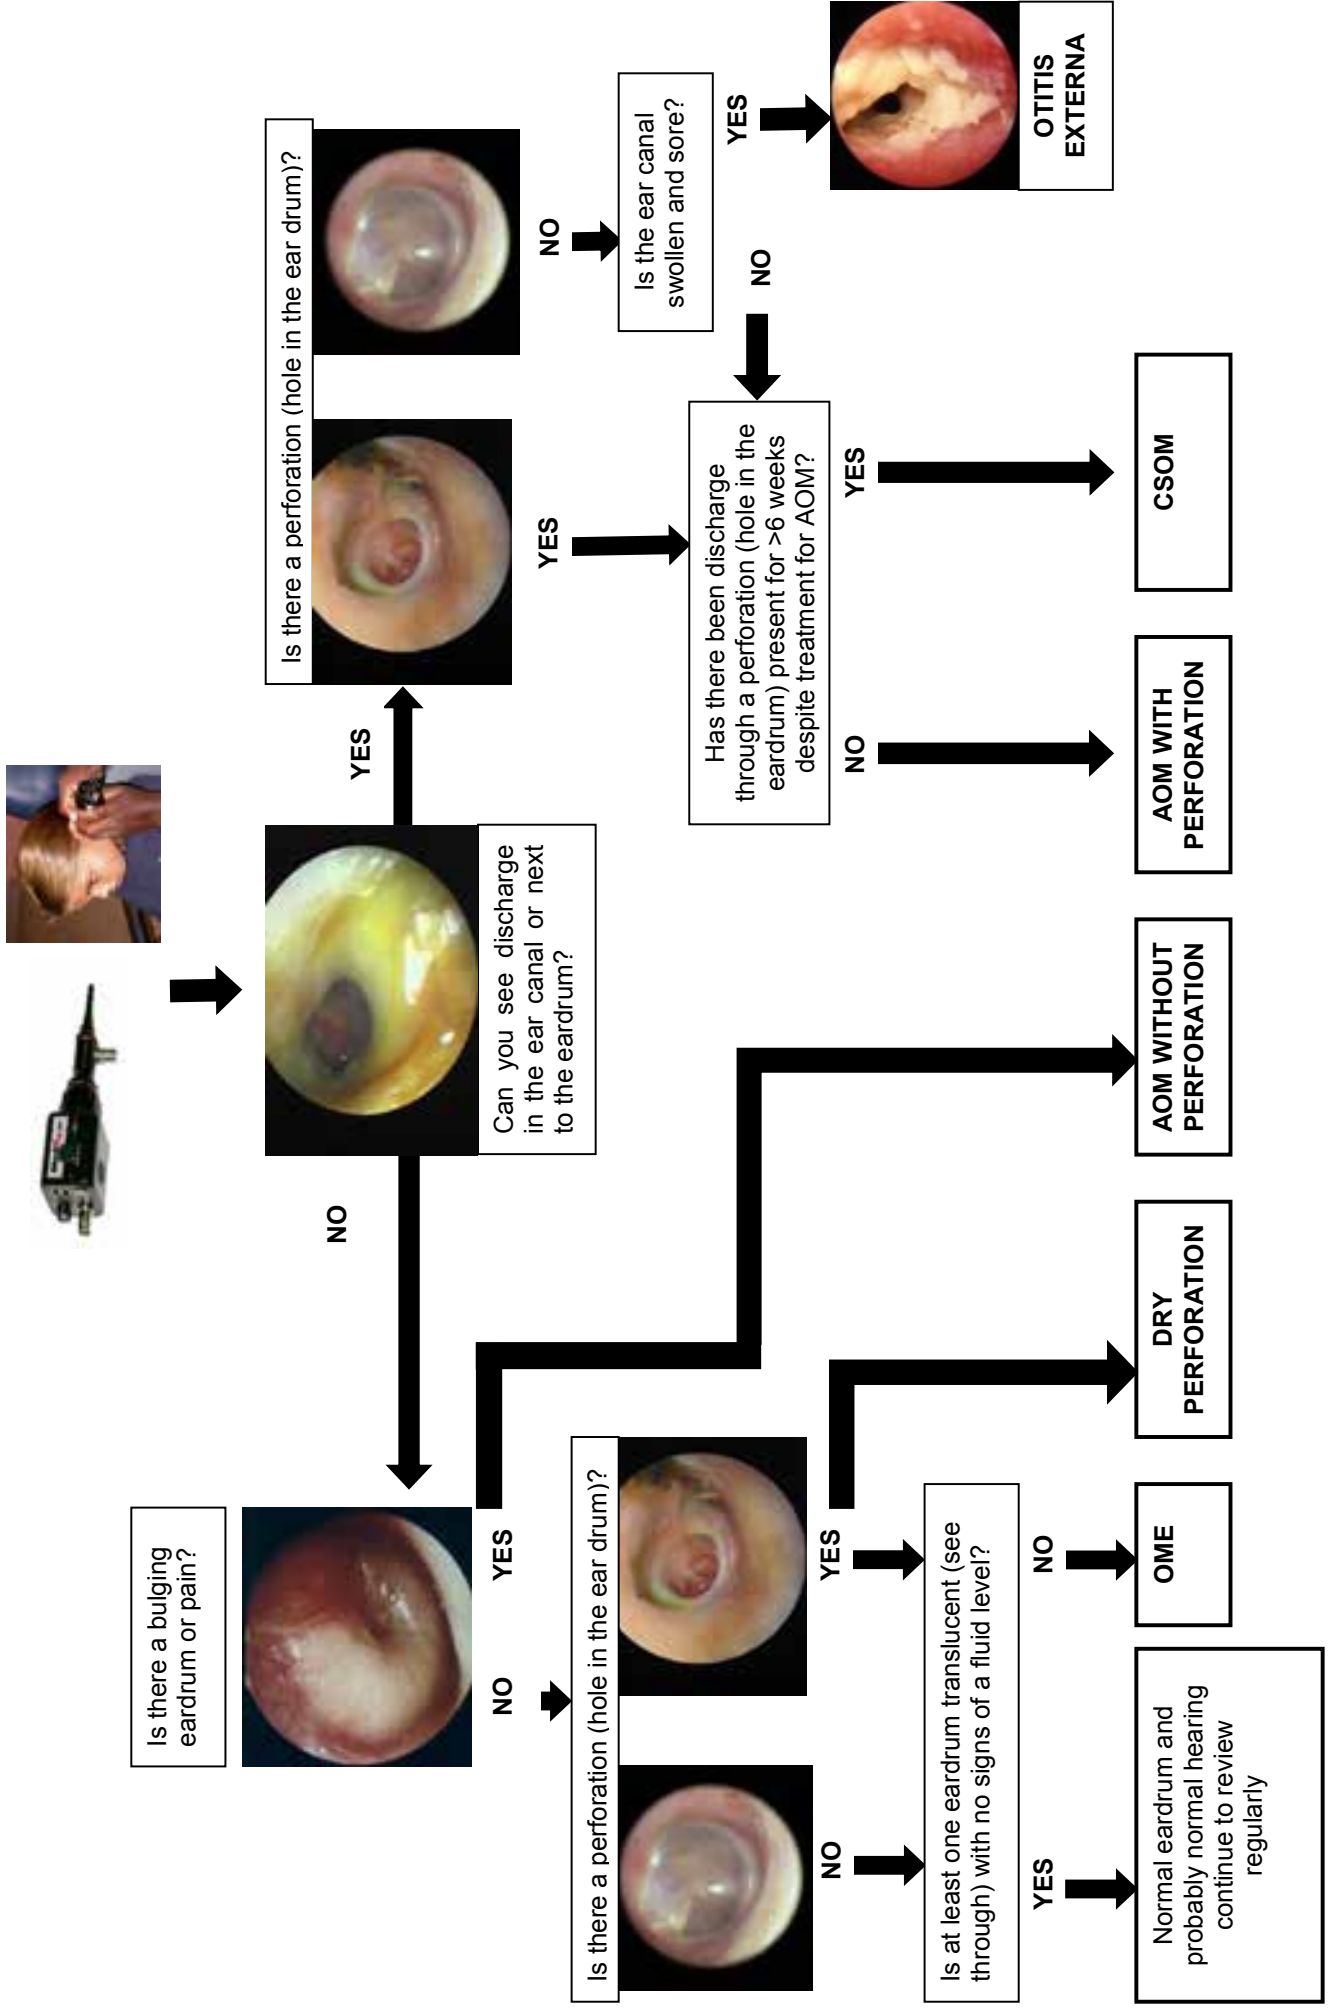 Is there a bulging
eardrum or pain?
NO
YES
Can you see discharge
in the ear canal or next
to the eardrum?
YES
Is there a perforation (hole in the ear drum)?
YES
NO
NO
YES
Is there a perforation (hole in the ear drum)?
NO
YES
Is the ear canal
swollen and sore?
NO
YES
OTITIS
EXTERNA
Has there been discharge
through a perforation (hole in the
eardrum) present for >6 weeks
despite treatment for AOM?
NO
YES
Is at least one eardrum translucent (see
through) with no signs of a fluid level?
YES
NO
Normal eardrum and
probably normal hearing
continue to review
regularly
OME
DRY
PERFORATION
AOM WITHOUT
PERFORATION
AOM WITH
PERFORATION
CSOM